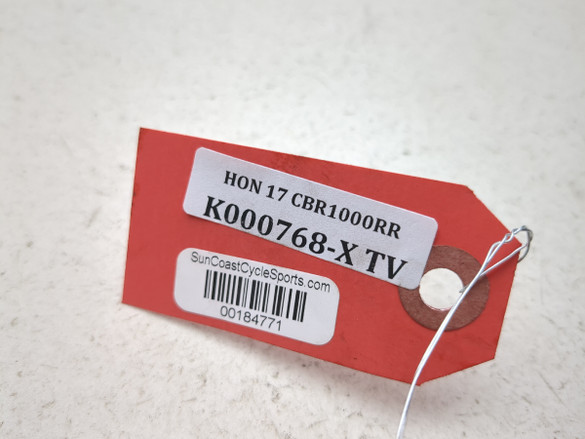 HON 17 CBR1000RR
K000768-X TV
SunCoastCycleSports.com
00184771